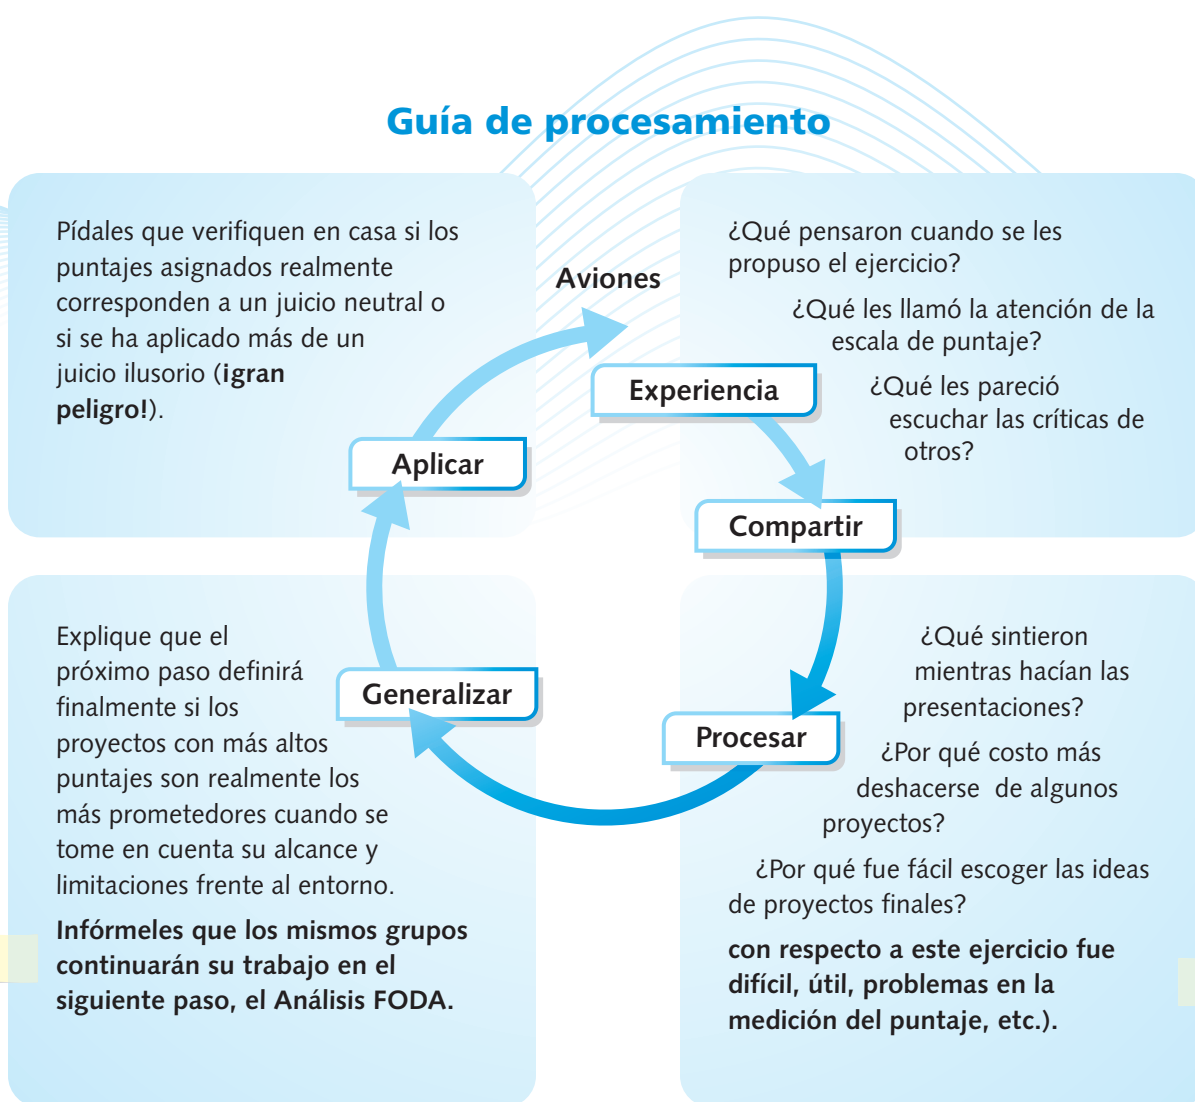 Guía de procesamiento
Pídales que verifiquen en casa si los
puntajes asignados realmente
corresponden a un juicio neutral o
si se ha aplicado más de un
juicio ilusorio (¡gran
peligro!).
Aviones
¿Qué pensaron cuando se les
propuso el ejercicio?
¿Qué les llamó la atención de la
escala de puntaje?
¿Qué les pareció
escuchar las críticas de
otros?
Experiencia
Aplicar
Compartir
Explique que el
próximo paso definirá
finalmente si los
proyectos con más altos
puntajes son realmente los
más prometedores cuando se
tome en cuenta su alcance y
limitaciones frente al entorno.
Infórmeles que los mismos grupos
continuarán su trabajo en el
siguiente paso, el Análisis FODA.
Generalizar
Procesar
¿Qué sintieron
mientras hacían las
presentaciones?
¿Por qué costo más
deshacerse de algunos
proyectos?
¿Por qué fue fácil escoger las ideas
de proyectos finales?
con respecto a este ejercicio fue
difícil, útil, problemas en la
medición del puntaje, etc.).